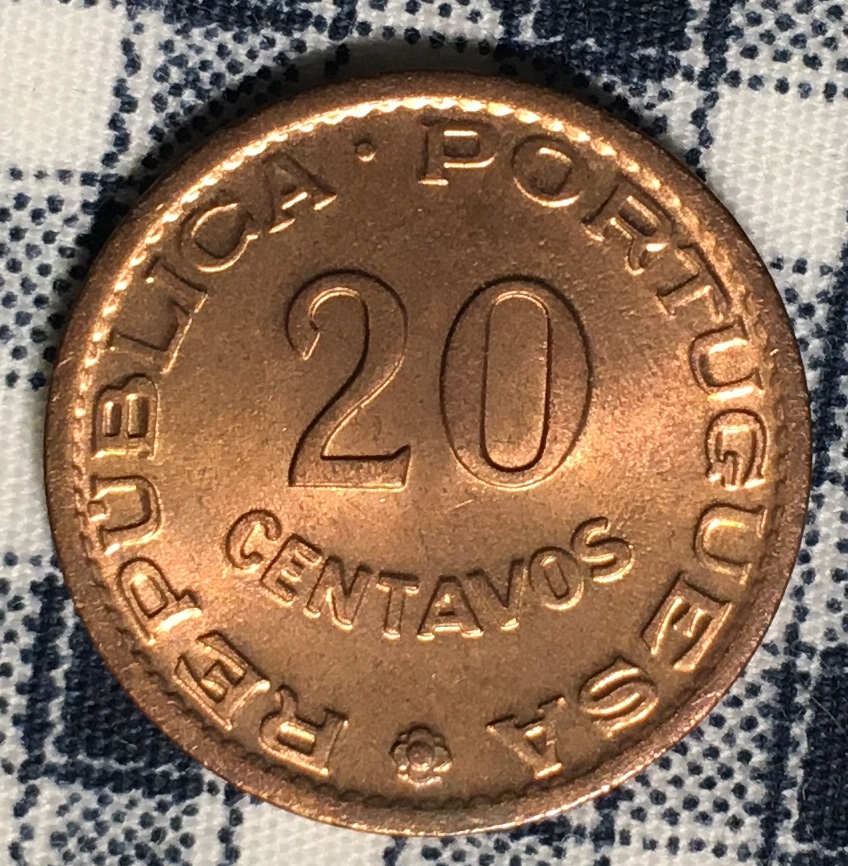 REPUBLICA · PORTUGUESA
20
CENTAVOS